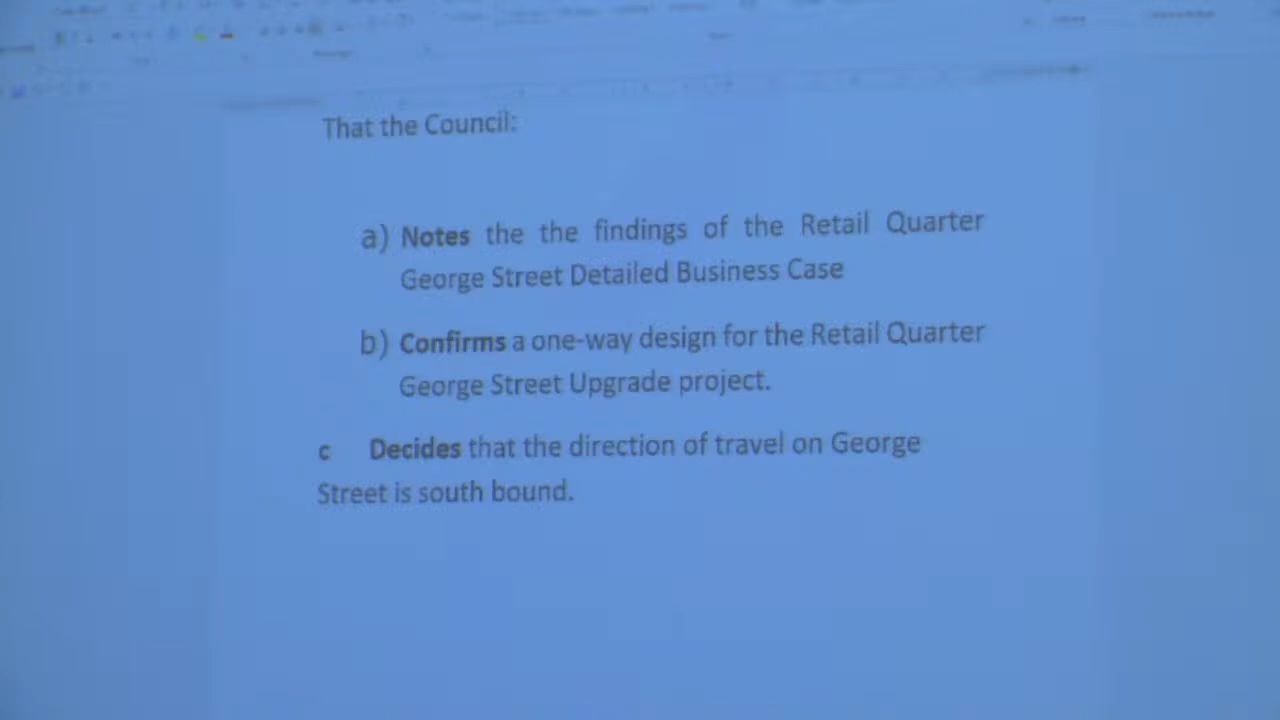 That the Council:
a) Notes the the findings of the Retail Quarter
George Street Detailed Business Case
b) Confirms a one-way design for the Retail Quarter
George Street Upgrade project.
c Decides that the direction of travel on George
Street is south bound.